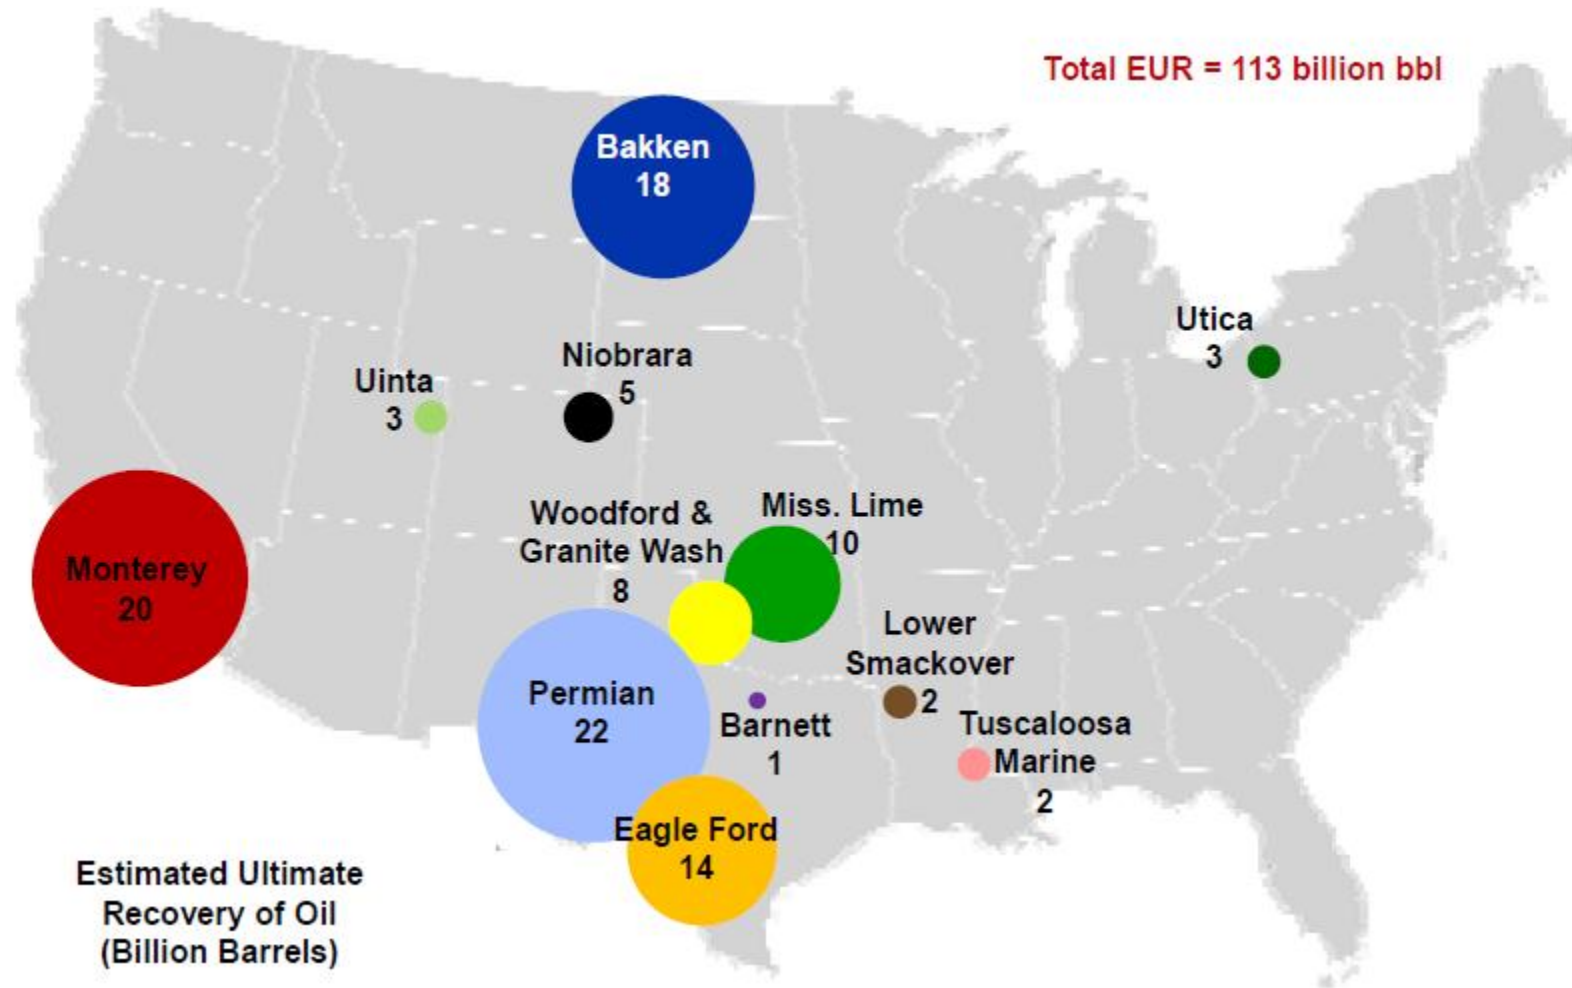 Total EUR = 113 billion bbl
Bakken
18
Utica
3
Niobrara
5
Uinta
3
Miss. Lime
10
Woodford &
Granite Wash
8
Monterey
20
Lower
Smackover
2
Permian
22
Barnett
1
Tuscaloosa
Marine
2
Eagle Ford
14
Estimated Ultimate
Recovery of Oil
(Billion Barrels)